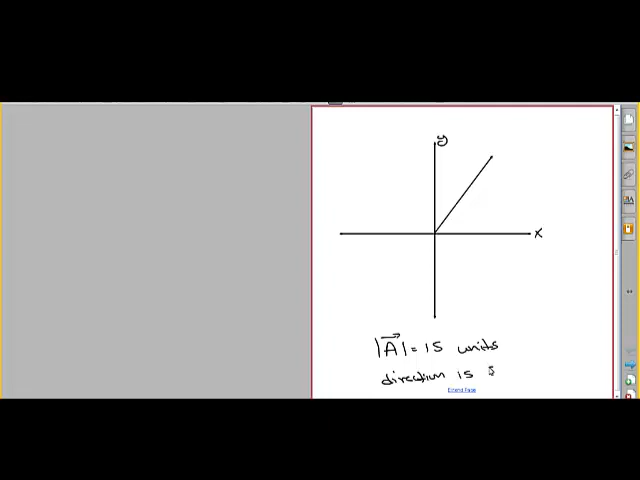 y
x
|A| = 15 units
direction is
Extend Page